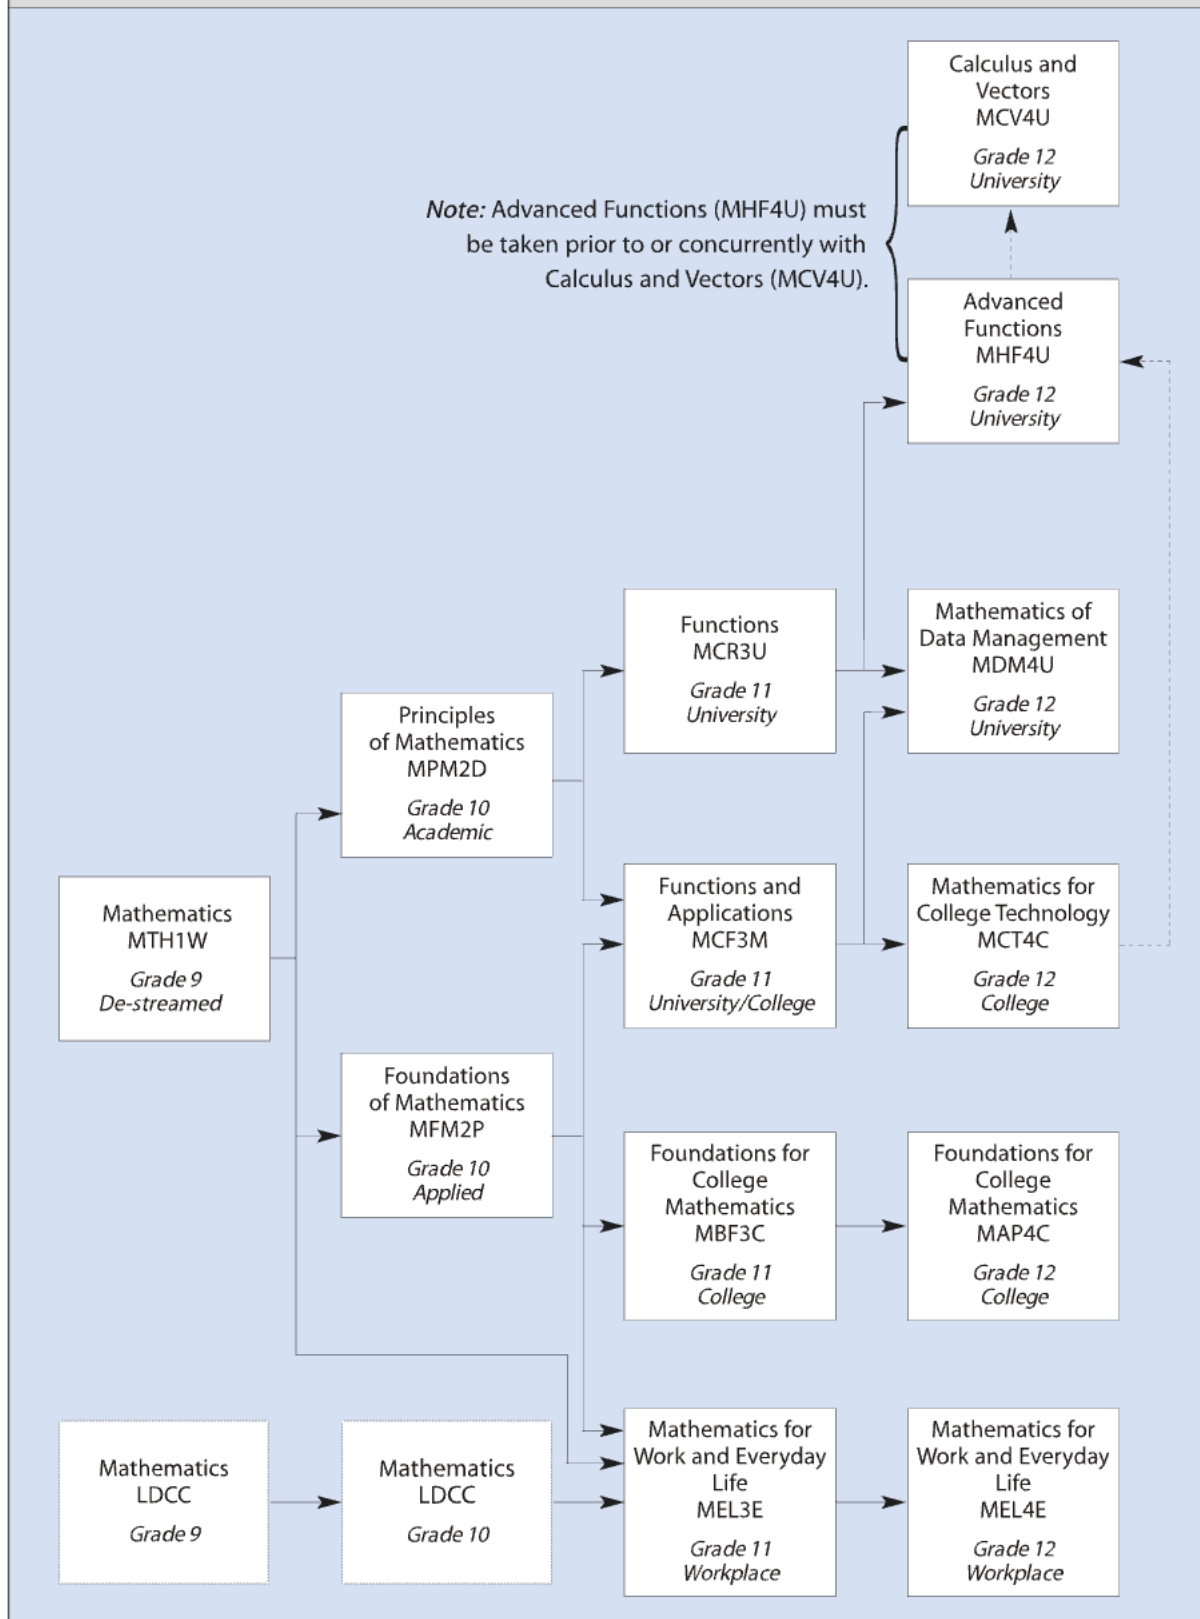 Calculus and
Vectors
MCV4U
Grade 12
University
Note: Advanced Functions (MHF4U) must
be taken prior to or concurrently with
Calculus and Vectors (MCV4U).
Advanced
Functions
MHF4U
Grade 12
University
Functions
MCR3U
Grade 11
University
Mathematics of
Data Management
MDM4U
Grade 12
University
Principles
of Mathematics
MPM2D
Grade 10
Academic
Mathematics
MTH1W
Grade 9
De-streamed
Functions and
Applications
MCF3M
Grade 11
University/College
Mathematics for
College Technology
MCT4C
Grade 12
College
Foundations
of Mathematics
MFM2P
Grade 10
Applied
Foundations for
College
Mathematics
MBF3C
Grade 11
College
Foundations for
College
Mathematics
MAP4C
Grade 12
College
Mathematics
LDCC
Grade 9
Mathematics
LDCC
Grade 10
Mathematics for
Work and Everyday
Life
MEL3E
Grade 11
Workplace
Mathematics for
Work and Everyday
Life
MEL4E
Grade 12
Workplace